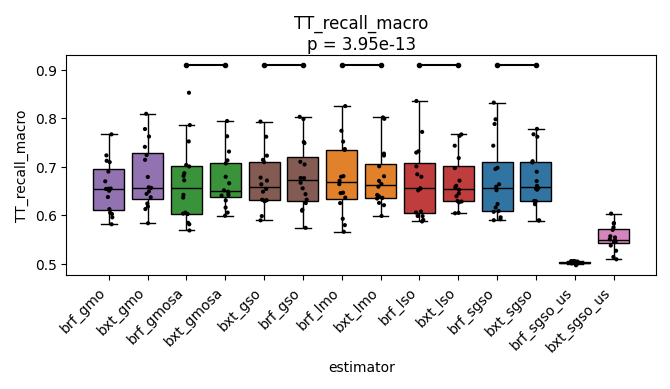 TT_recall_macro
p = 3.95e-13
TT_recall_macro
0.9
0.8
0.7
0.6
0.5
brf_gmo
bxt_gmo
brf_gmosa
bxt_gmosa
bxt_gso
brf_gso
brf_lmo
bxt_lmo
brf_lso
bxt_lso
brf_sgso
bxt_sgso
brf_sgso_us
bxt_sgso_us
estimator